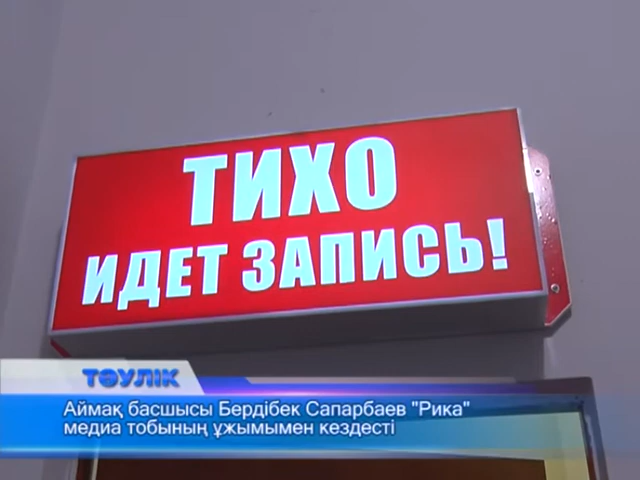 ТИХО
ИДЕТ ЗАПИСЬ!
ТӘУЛІК
Аймақ басшысы Бердібек Сапарбаев "Рика"
медиа тобының ұжымымен кездесті